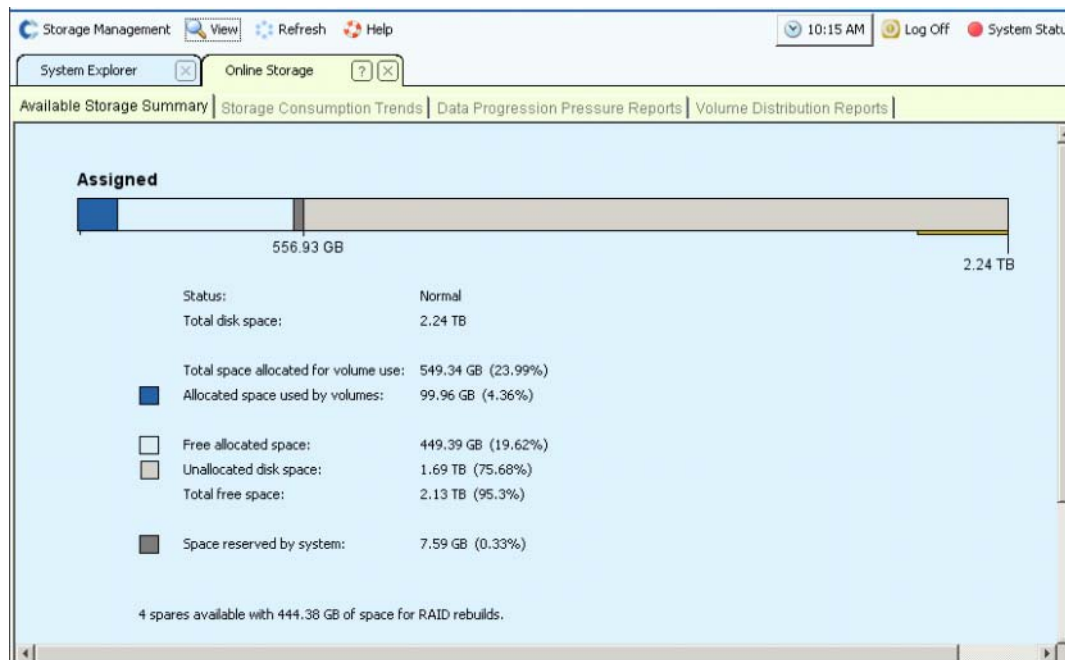 Storage Management View Refresh Help 10:15 AM Log Off System Statu
System Explorer Online Storage ?
Available Storage Summary Storage Consumption Trends Data Progression Pressure Reports Volume Distribution Reports
Assigned
556.93 GB
2.24 TB
Status: Normal
Total disk space: 2.24 TB
Total space allocated for volume use: 549.34 GB (23.99%)
Allocated space used by volumes: 99.96 GB (4.36%)
Free allocated space: 449.39 GB (19.62%)
Unallocated disk space: 1.69 TB (75.68%)
Total free space: 2.13 TB (95.3%)
Space reserved by system: 7.59 GB (0.33%)
4 spares available with 444.38 GB of space for RAID rebuilds.